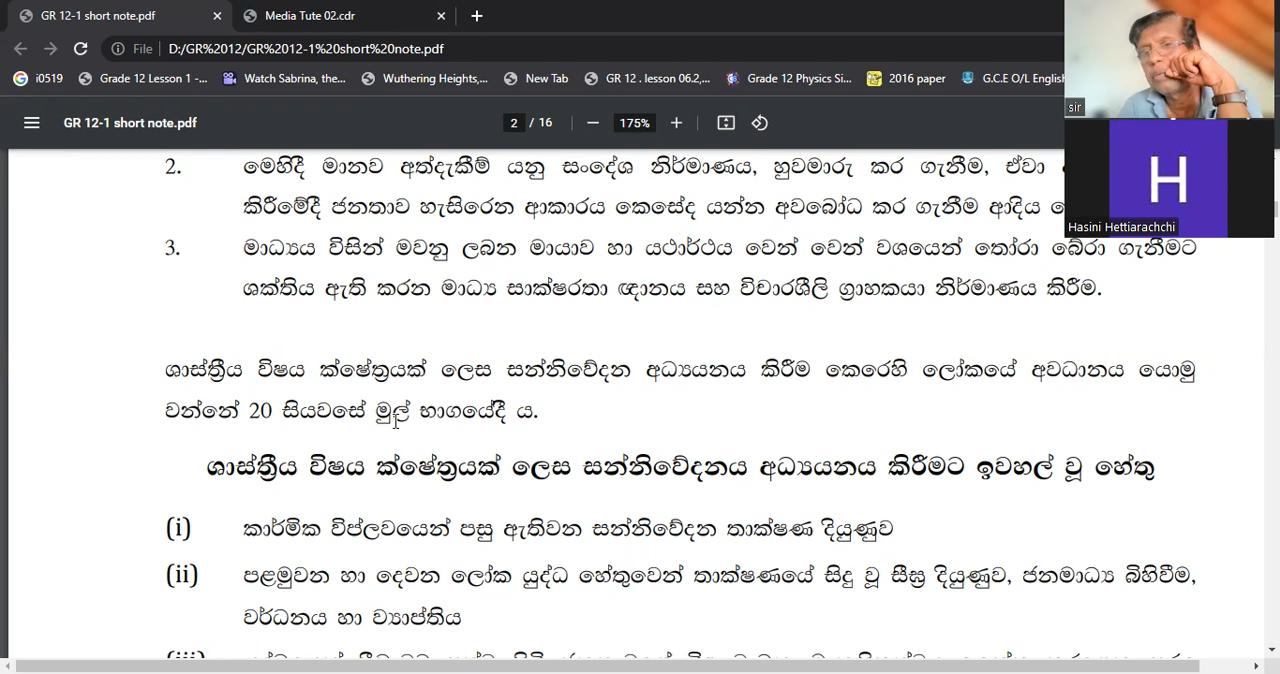 GR 12-1 short note.pdf
Media Tute 02.cdr
File
D:/GR%2012/GR%2012-1%20short%20note.pdf
i0519
Grade 12 Lesson 1 -...
Watch Sabrina, the...
Wuthering Heights,...
New Tab
GR 12 . lesson 06.2,...
Grade 12 Physics Si...
2016 paper
G.C.E O/L English
sir
GR 12-1 short note.pdf
2 / 16
175%
H
Hasini Hettiarachchi
2. මෙහිදී මානව අත්දැකීම් යනු සංදේශ නිර්මාණය, හුවමාරු කර ගැනීම, ඒවා
කිරීමේදී ජනතාව හැසිරෙන ආකාරය කෙසේද යන්න අවබෝධ කර ගැනීම ආදිය
3. මාධ්‍යය විසින් මවනු ලබන මායාව හා යථාර්ථය වෙන් වෙන් වශයෙන් තෝරා බේරා ගැනීමට
ශක්තිය ඇති කරන මාධ්‍ය සාක්ෂරතා ඥානය සහ විචාරශීලී ග්‍රාහකයා නිර්මාණය කිරීම.
ශාස්ත්‍රීය විෂය ක්ෂේත්‍රයක් ලෙස සන්නිවේදන අධ්‍යයනය කිරීම කෙරෙහි ලෝකයේ අවධානය යොමු
වන්නේ 20 සියවසේ මුල් භාගයේදී ය.
ශාස්ත්‍රීය විෂය ක්ෂේත්‍රයක් ලෙස සන්නිවේදනය අධ්‍යයනය කිරීමට ඉවහල් වූ හේතු
(i) කාර්මික විප්ලවයෙන් පසු ඇතිවන සන්නිවේදන තාක්ෂණ දියුණුව
(ii) පළමුවන හා දෙවන ලෝක යුද්ධ හේතුවෙන් තාක්ෂණයේ සිදු වූ සීඝ්‍ර දියුණුව, ජනමාධ්‍ය බිහිවීම,
වර්ධනය හා ව්‍යාප්තිය